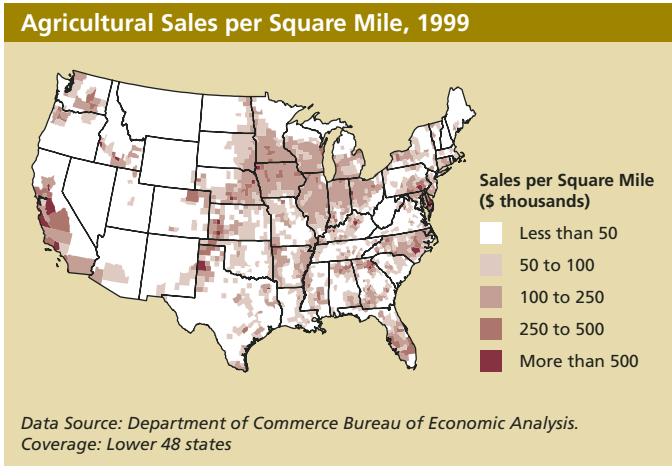 Agricultural Sales per Square Mile, 1999
Sales per Square Mile
($ thousands)
Less than 50
50 to 100
100 to 250
250 to 500
More than 500
Data Source: Department of Commerce Bureau of Economic Analysis.
Coverage: Lower 48 states